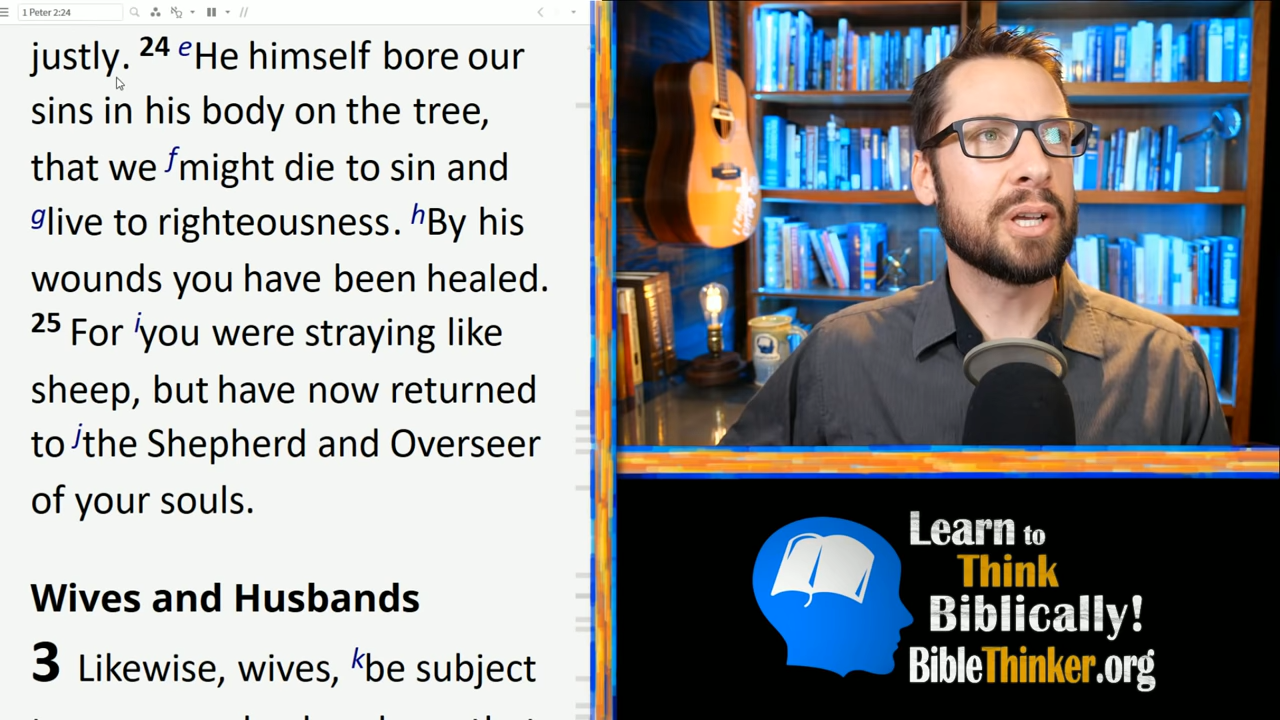 1 Peter 2:24
justly. 24 eHe himself bore our
sins in his body on the tree,
that we fmight die to sin and
glive to righteousness. hBy his
wounds you have been healed.
25 For iyou were straying like
sheep, but have now returned
to jthe Shepherd and Overseer
of your souls.
Wives and Husbands
3 Likewise, wives, kbe subject
Learn to
Think
Biblically!
BibleThinker.org